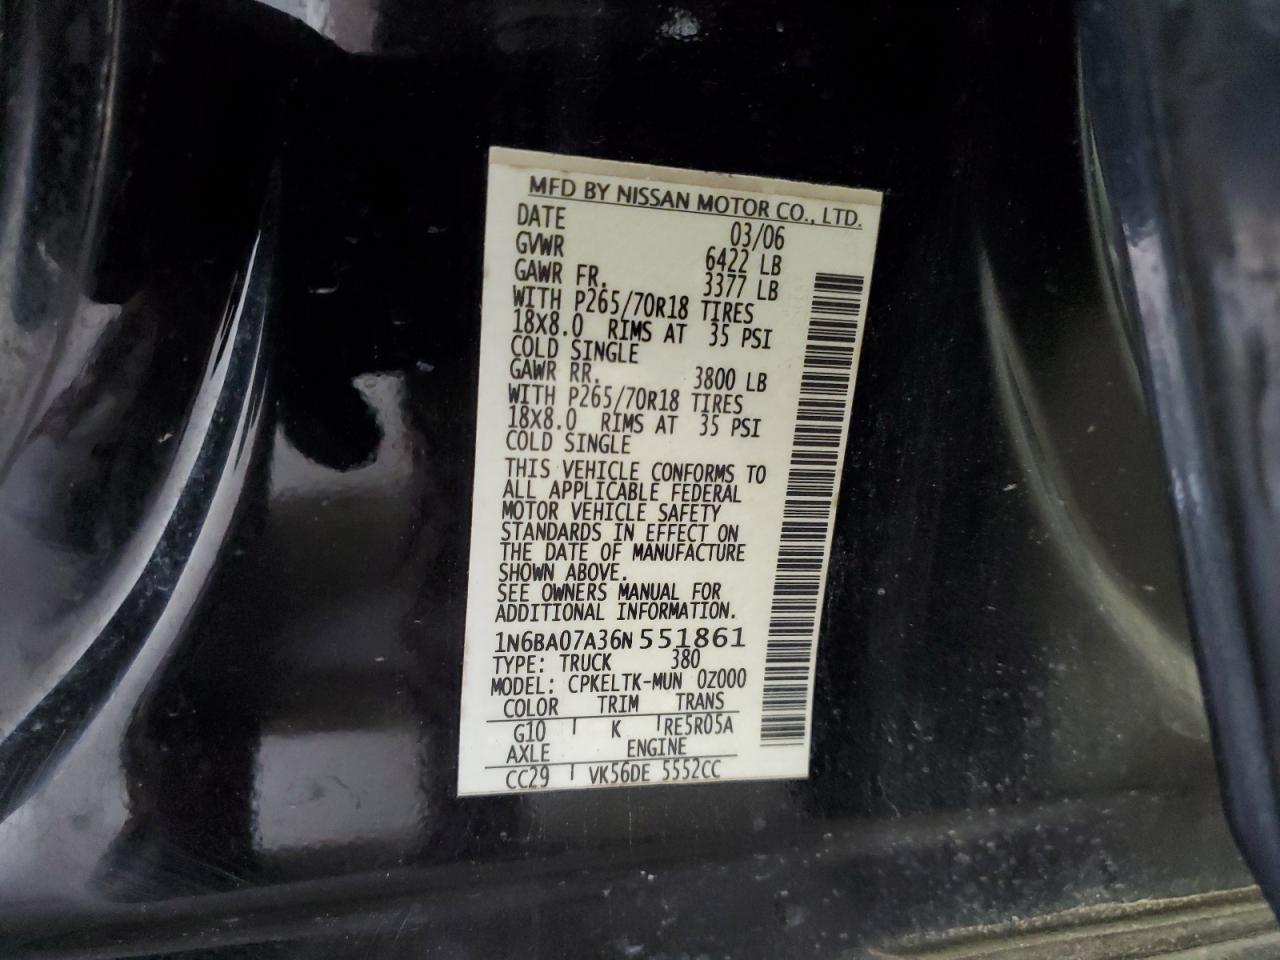 MFD BY NISSAN MOTOR CO., LTD.
DATE 03/06
GVWR 6422 LB
GAWR FR. 3377 LB
WITH P265/70R18 TIRES
18X8.0 RIMS AT 35 PSI
COLD SINGLE
GAWR RR. 3800 LB
WITH P265/70R18 TIRES
18X8.0 RIMS AT 35 PSI
COLD SINGLE
THIS VEHICLE CONFORMS TO
ALL APPLICABLE FEDERAL
MOTOR VEHICLE SAFETY
STANDARDS IN EFFECT ON
THE DATE OF MANUFACTURE
SHOWN ABOVE.
SEE OWNERS MANUAL FOR
ADDITIONAL INFORMATION.
1N6BA07A36N551861
TYPE: TRUCK 380
MODEL: CPKELTK-MUN 0Z000
COLOR TRIM TRANS
G10 K RE5R05A
AXLE ENGINE
CC29 VK56DE 5552CC